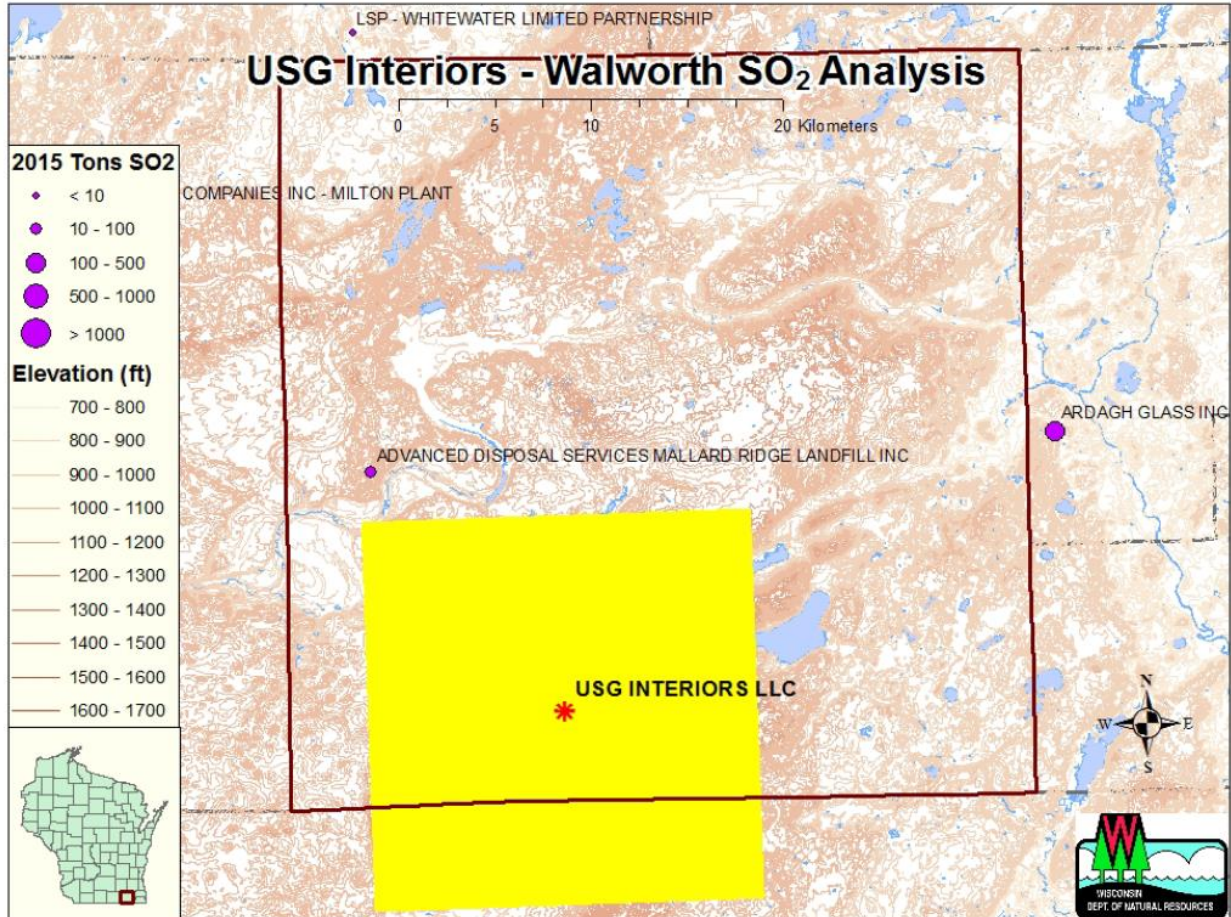 LSP - WHITEWATER LIMITED PARTNERSHIP
USG Interiors - Walworth SO₂ Analysis
0 5 10 20 Kilometers
2015 Tons SO2
< 10
10 - 100
100 - 500
500 - 1000
> 1000
COMPANIES INC - MILTON PLANT
Elevation (ft)
700 - 800
800 - 900
900 - 1000
1000 - 1100
1100 - 1200
1200 - 1300
1300 - 1400
1400 - 1500
1500 - 1600
1600 - 1700
ARDAGH GLASS INC
ADVANCED DISPOSAL SERVICES MALLARD RIDGE LANDFILL INC
USG INTERIORS LLC
N
W E
S
W
WISCONSIN
DEPT. OF NATURAL RESOURCES